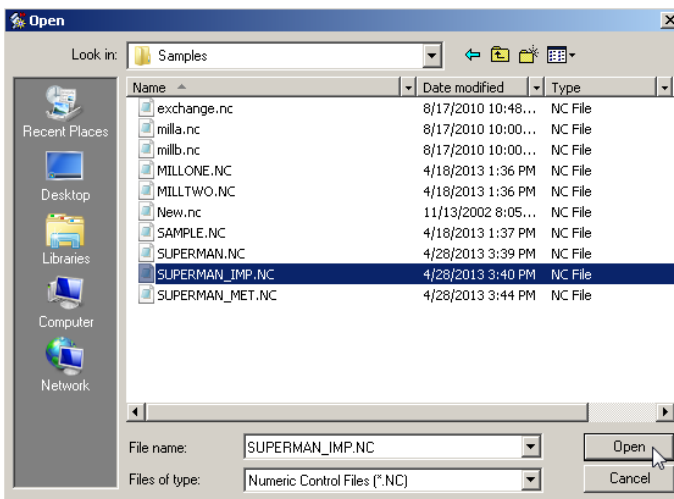 Open
Look in: Samples
Name Date modified Type
Recent Places
Desktop
Libraries
Computer
Network
exchange.nc 8/17/2010 10:48... NC File
milla.nc 8/17/2010 10:00... NC File
millb.nc 8/17/2010 10:00... NC File
MILLONE.NC 4/18/2013 1:36 PM NC File
MILLTWO.NC 4/18/2013 1:36 PM NC File
New.nc 11/13/2002 8:05... NC File
SAMPLE.NC 4/18/2013 1:37 PM NC File
SUPERMAN.NC 4/28/2013 3:39 PM NC File
SUPERMAN_IMP.NC 4/28/2013 3:40 PM NC File
SUPERMAN_MET.NC 4/28/2013 3:44 PM NC File
File name: SUPERMAN_IMP.NC Open
Files of type: Numeric Control Files (*.NC) Cancel